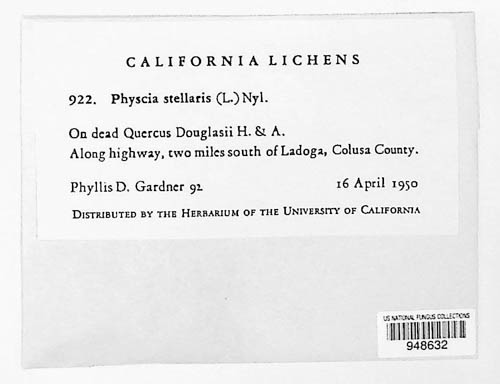 CALIFORNIA LICHENS
922. Physcia stellaris (L.) Nyl.
On dead Quercus Douglasii H. & A.
Along highway, two miles south of Ladoga, Colusa County.
Phyllis D. Gardner 92 16 April 1950
DISTRIBUTED BY THE HERBARIUM OF THE UNIVERSITY OF CALIFORNIA
US NATIONAL FUNGUS COLLECTIONS
948632